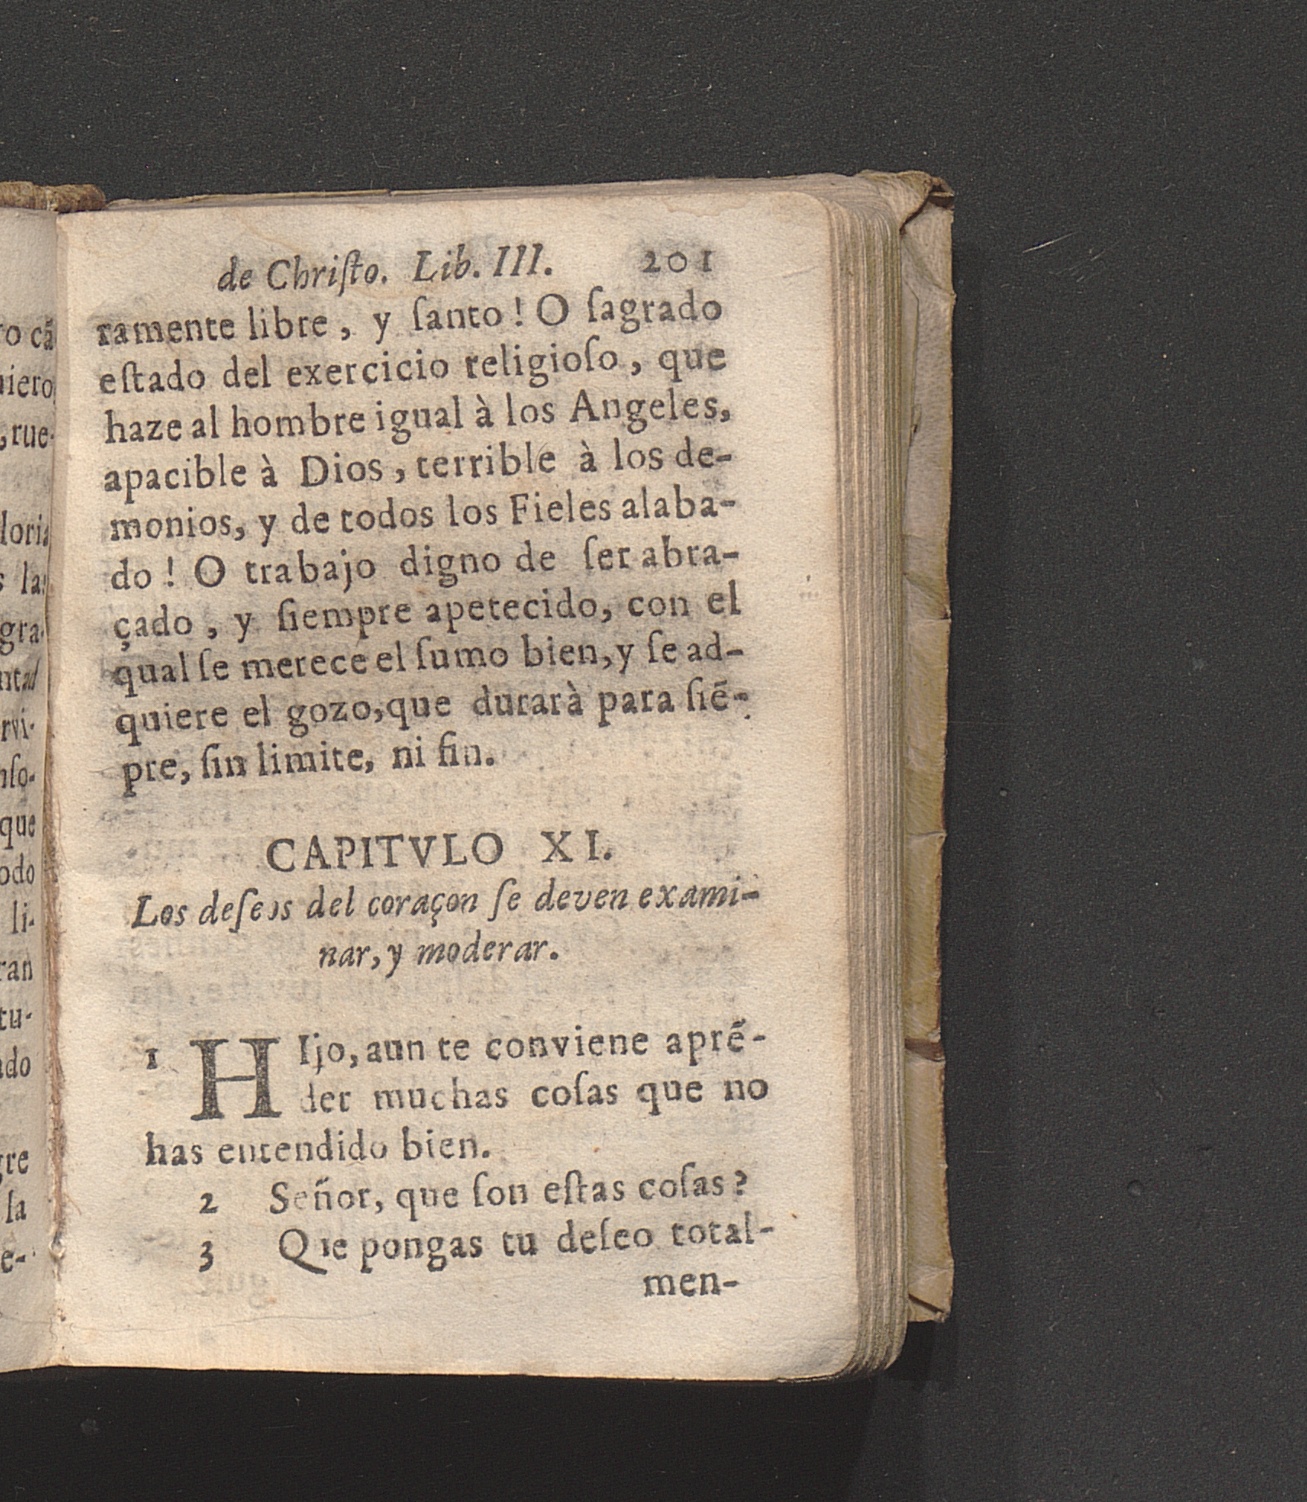 de Chriſto. Lib. III. 201
ramente libre, y ſanto! O ſagrado
eſtado del exercicio religioſo, que
haze al hombre igual à los Angeles,
apacible à Dios, terrible à los de-
monios, y de todos los Fieles alaba-
do! O trabajo digno de ſer abra-
çado, y ſiempre apetecido, con el
qual ſe merece el ſumo bien, y ſe ad-
quiere el gozo, que durarà para ſiẽ-
pre, ſin limite, ni fin.
CAPITVLO XI.
Los deſeos del coraçon ſe deven exami-
nar, y moderar.
1 HIjo, aun te conviene aprẽ-
der muchas coſas que no
has entendido bien.
2 Señor, que ſon eſtas coſas?
3 Que pongas tu deſeo total-
men-